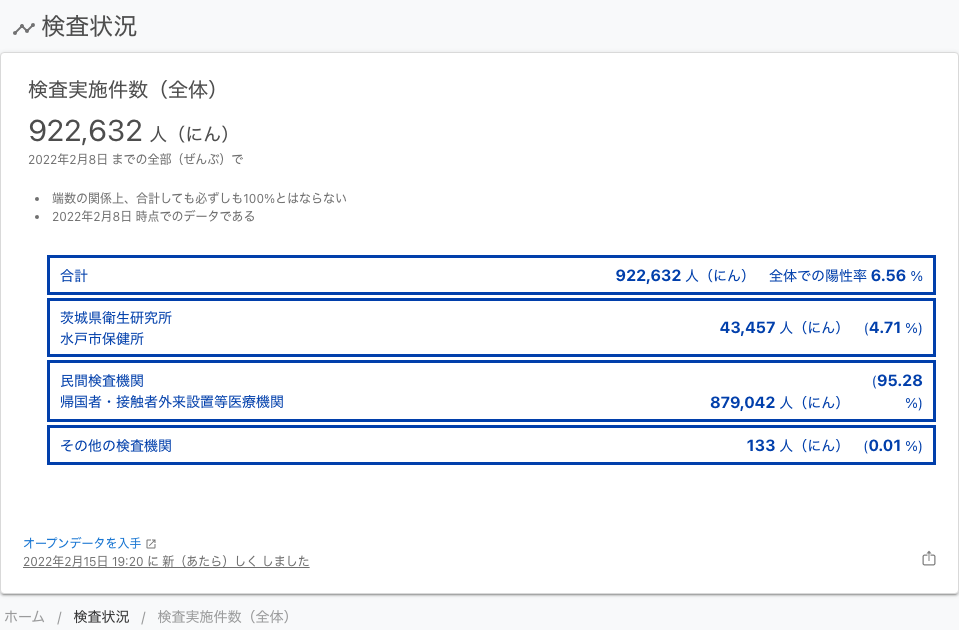 検査状況
検査実施件数（全体）
922,632 人（にん）
2022年2月8日 までの全部（ぜんぶ）で
• 端数の関係上、合計しても必ずしも100%とはならない
• 2022年2月8日 時点でのデータである
合計 922,632 人（にん） 全体での陽性率 6.56 %
茨城県衛生研究所
水戸市保健所 43,457 人（にん） (4.71 %)
民間検査機関 (95.28
帰国者・接触者外来設置等医療機関 879,042 人（にん） %)
その他の検査機関 133 人（にん） (0.01 %)
オープンデータを入手
2022年2月15日 19:20 に 新（あたら）しく しました
ホーム / 検査状況 / 検査実施件数（全体）